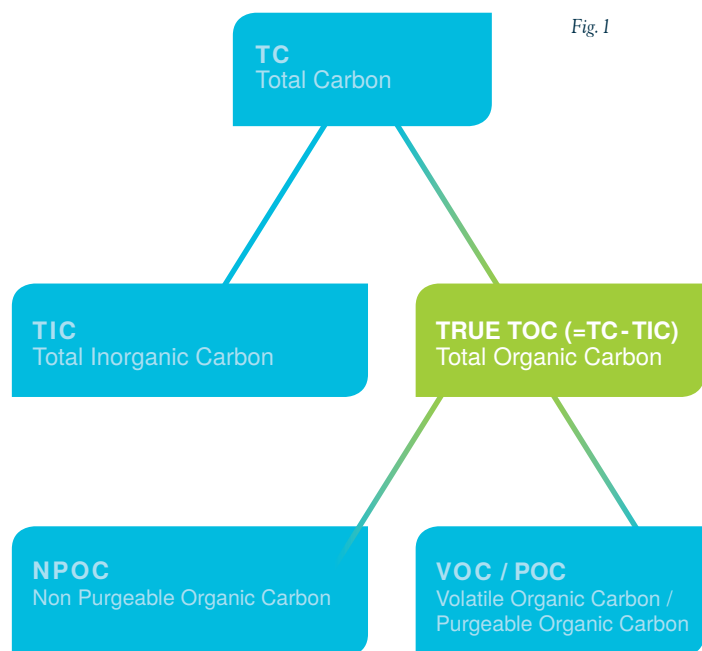 Fig. 1
TC
Total Carbon
TIC
Total Inorganic Carbon
TRUE TOC (=TC-TIC)
Total Organic Carbon
NPOC
Non Purgeable Organic Carbon
VOC / POC
Volatile Organic Carbon /
Purgeable Organic Carbon